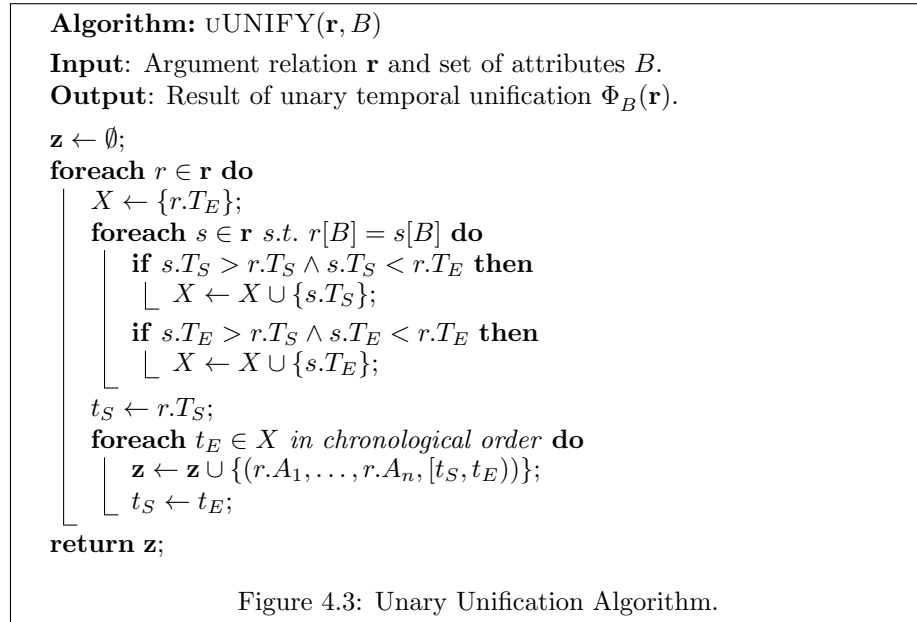 Algorithm: uUNIFY(r, B)
Input: Argument relation r and set of attributes B.
Output: Result of unary temporal unification Φ_B(r).
z ← ∅;
foreach r ∈ r do
X ← {r.T_E};
foreach s ∈ r s.t. r[B] = s[B] do
if s.T_S > r.T_S ∧ s.T_S < r.T_E then
X ← X ∪ {s.T_S};
if s.T_E > r.T_S ∧ s.T_E < r.T_E then
X ← X ∪ {s.T_E};
t_S ← r.T_S;
foreach t_E ∈ X in chronological order do
z ← z ∪ {(r.A_1, . . . , r.A_n, [t_S, t_E))};
t_S ← t_E;
return z;
Figure 4.3: Unary Unification Algorithm.